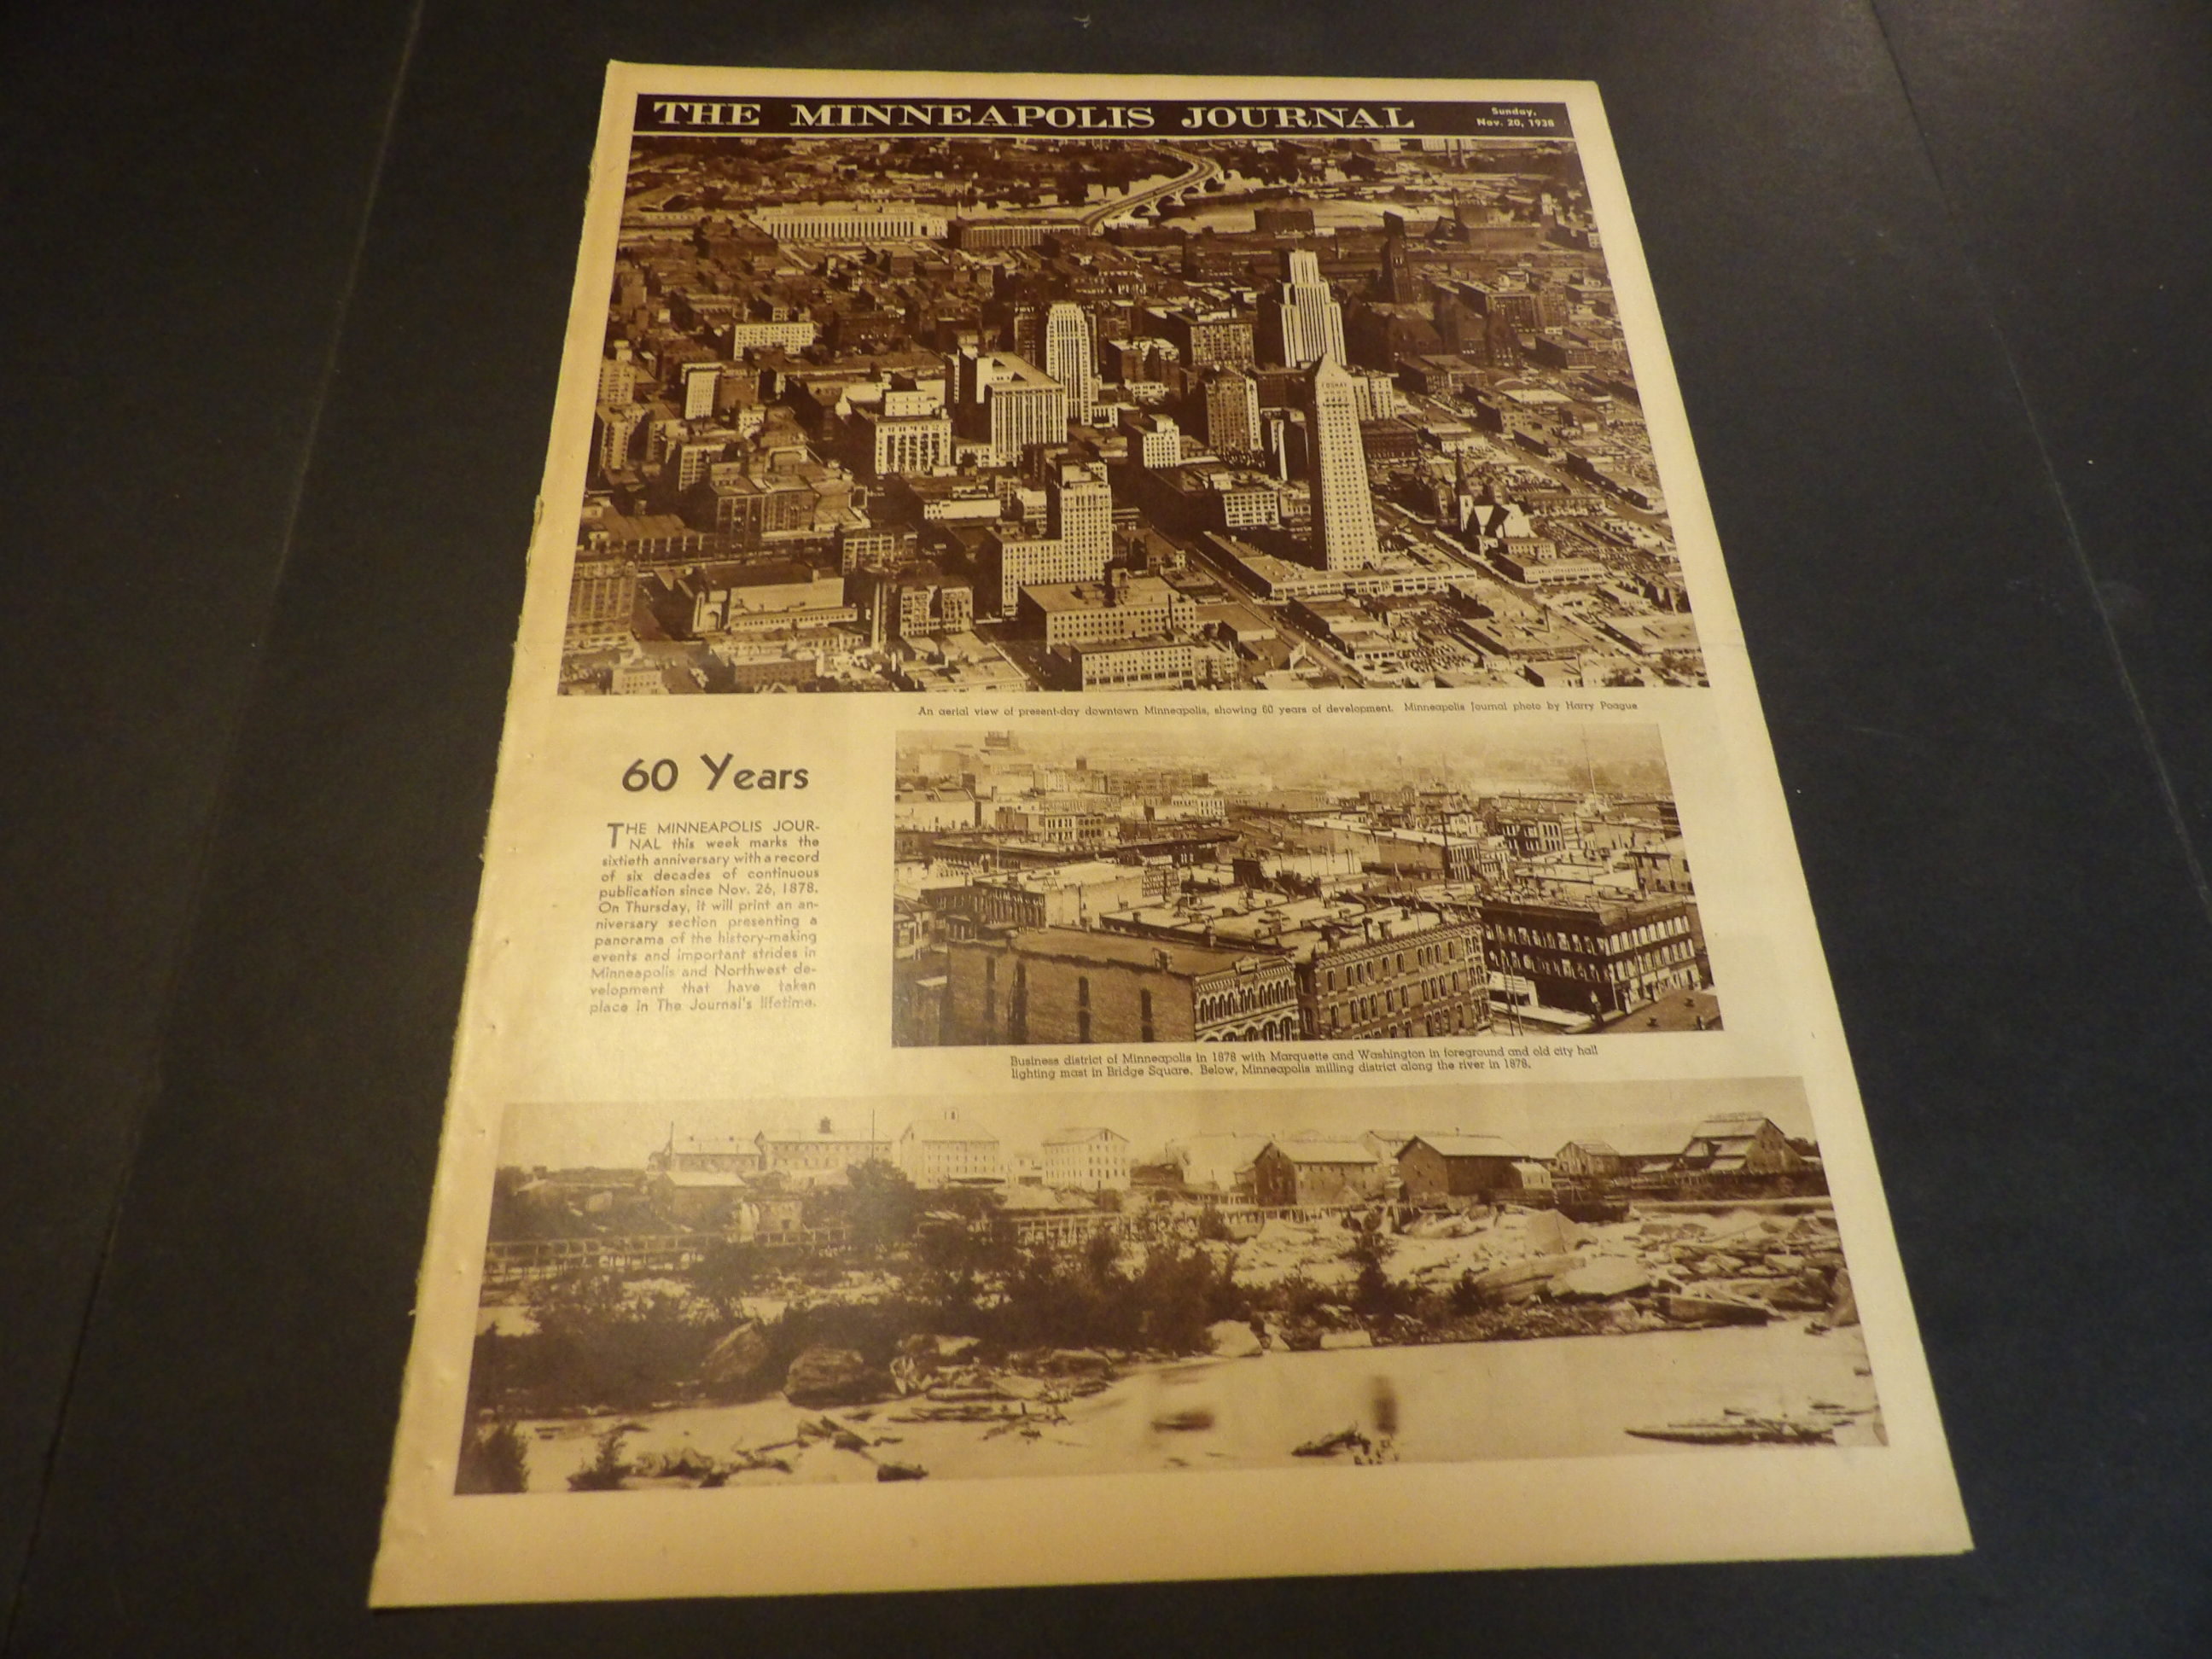 THE MINNEAPOLIS JOURNAL
Sunday,
Nov. 20, 1938
FOSHAY
An aerial view of present-day downtown Minneapolis, showing 60 years of development. Minneapolis Journal photo by Harry Poague
60 Years
THE MINNEAPOLIS JOUR-
NAL this week marks the
sixtieth anniversary with a record
of six decades of continuous
publication since Nov. 26, 1878.
On Thursday, it will print an an-
niversary section presenting a
panorama of the history-making
events and important strides in
Minneapolis and Northwest de-
velopment that have taken
place in The Journal's lifetime.
Business district of Minneapolis in 1878 with Marquette and Washington in foreground and old city hall
lighting mast in Bridge Square. Below, Minneapolis milling district along the river in 1878.